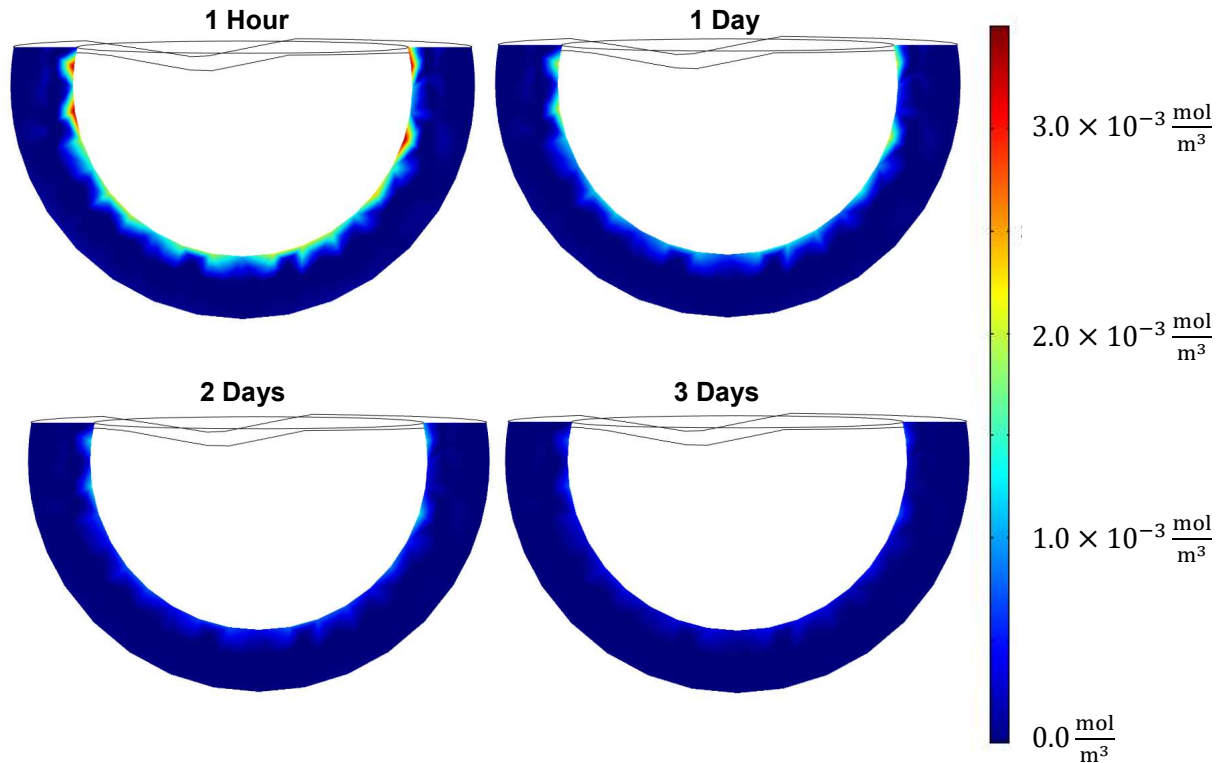 1 Hour
1 Day
2 Days
3 Days
3.0 × 10⁻³ mol/m³
2.0 × 10⁻³ mol/m³
1.0 × 10⁻³ mol/m³
0.0 mol/m³